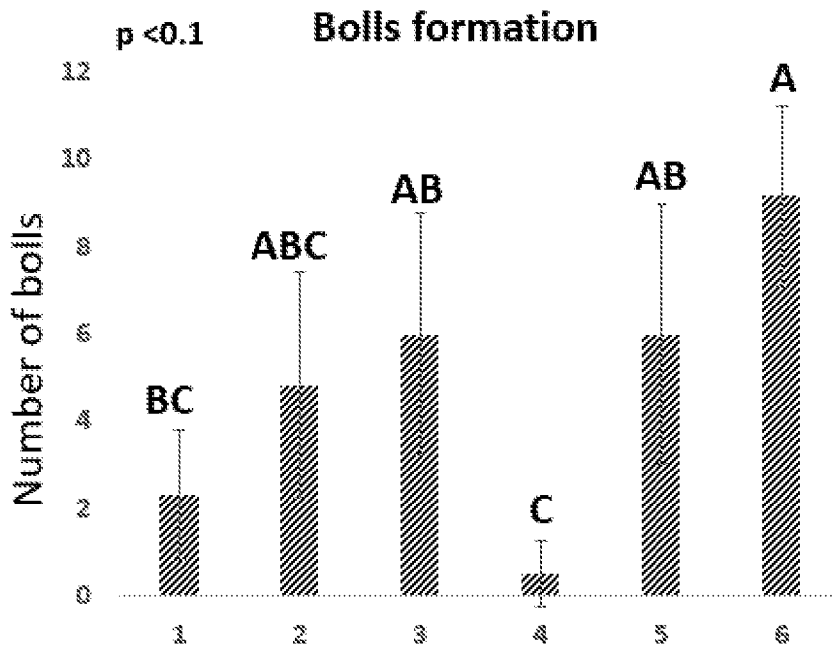 p <0.1
Bolls formation
Number of bolls
12
10
8
6
4
2
0
BC
ABC
AB
C
AB
A
1 2 3 4 5 6